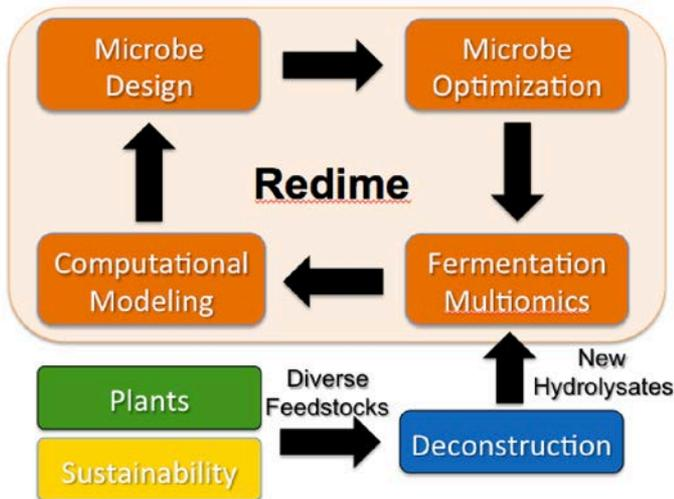 Microbe
Design
Microbe
Optimization
Redime
Computational
Modeling
Fermentation
Multiomics
Plants
Diverse
Feedstocks
New
Hydrolysates
Deconstruction
Sustainability